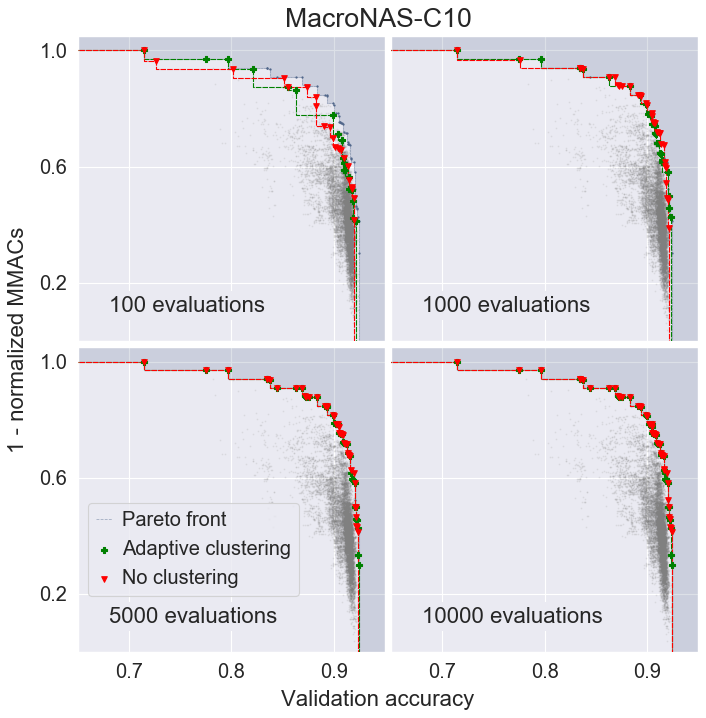 MacroNAS-C10
1 - normalized MMACs
1.0
0.6
0.2
100 evaluations
1000 evaluations
1.0
0.6
0.2
Pareto front
Adaptive clustering
No clustering
5000 evaluations
10000 evaluations
0.7 0.8 0.9 0.7 0.8 0.9
Validation accuracy